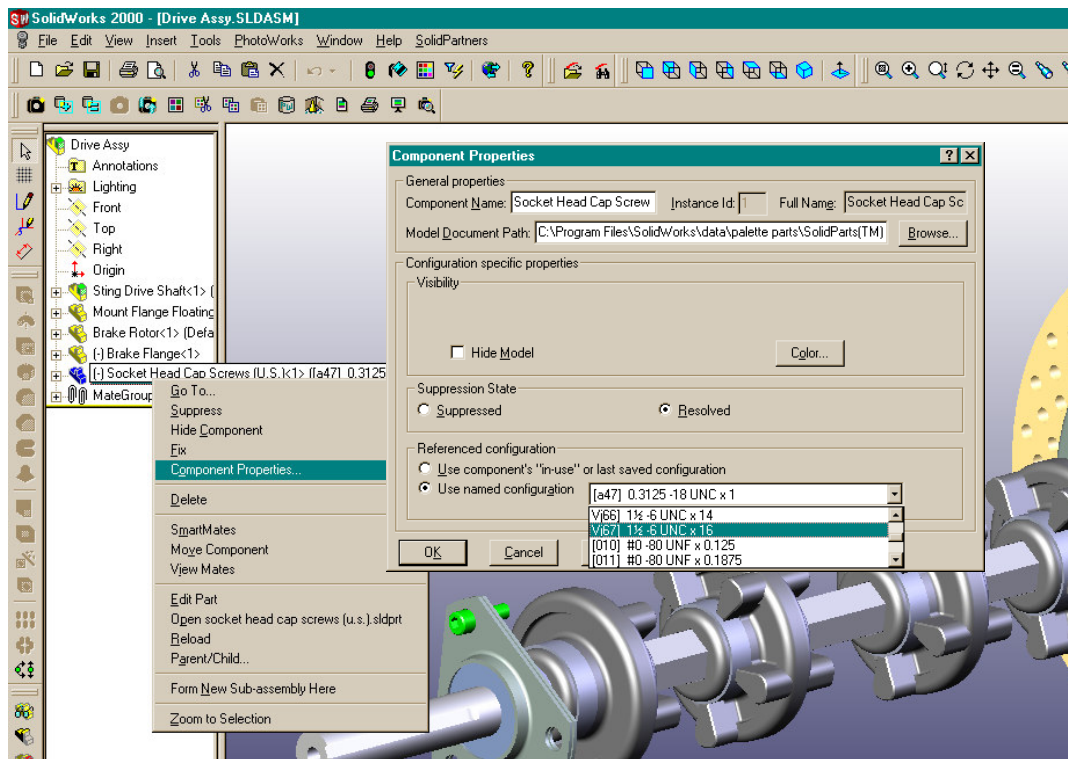 SW SolidWorks 2000 - [Drive Assy.SLDASM]
File Edit View Insert Tools PhotoWorks Window Help SolidPartners
Drive Assy
Annotations
Lighting
Front
Top
Right
Origin
Sting Drive Shaft<1> (
Mount Flange Floating
Brake Rotor<1> (Defa
(-) Brake Flange<1>
(-) Socket Head Cap Screws (U.S.)<1> ([a47] 0.3125
MateGroup
Go To...
Suppress
Hide Component
Fix
Component Properties...
Delete
SmartMates
Move Component
View Mates
Edit Part
Open socket head cap screws (u.s.).sldprt
Reload
Parent/Child...
Form New Sub-assembly Here
Zoom to Selection
Component Properties
General properties
Component Name: Socket Head Cap Screw Instance Id: 1 Full Name: Socket Head Cap Sc
Model Document Path: C:\Program Files\SolidWorks\data\palette parts\SolidParts(TM) Browse...
Configuration specific properties
Visibility
Hide Model Color...
Suppression State
Suppressed Resolved
Referenced configuration
Use component's "in-use" or last saved configuration
Use named configuration [a47] 0.3125 -18 UNC x 1
Vj66] 1½ -6 UNC x 14
Vj67] 1½ -6 UNC x 16
[010] #0 -80 UNF x 0.125
[011] #0 -80 UNF x 0.1875
OK Cancel